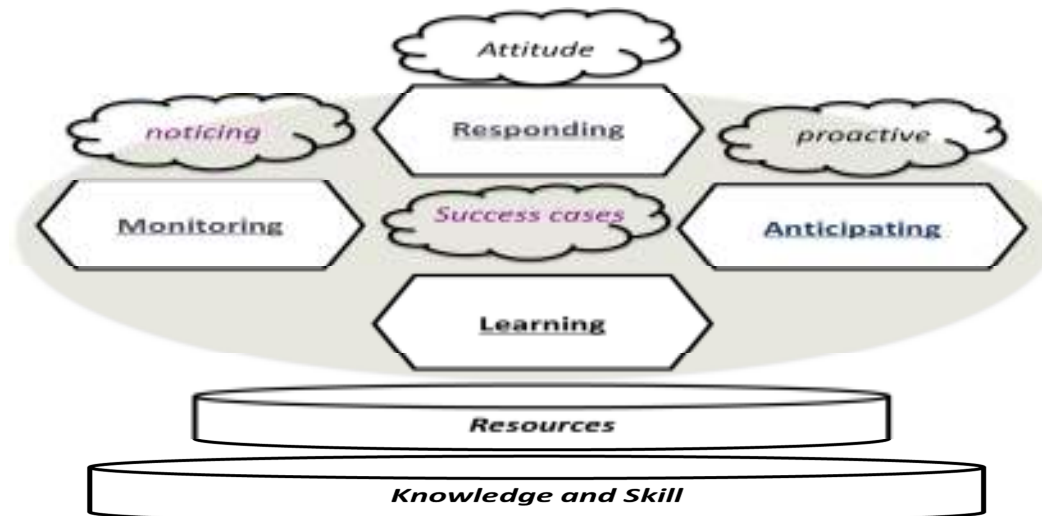 Attitude
noticing
Responding
proactive
Monitoring
Success cases
Anticipating
Learning
Resources
Knowledge and Skill